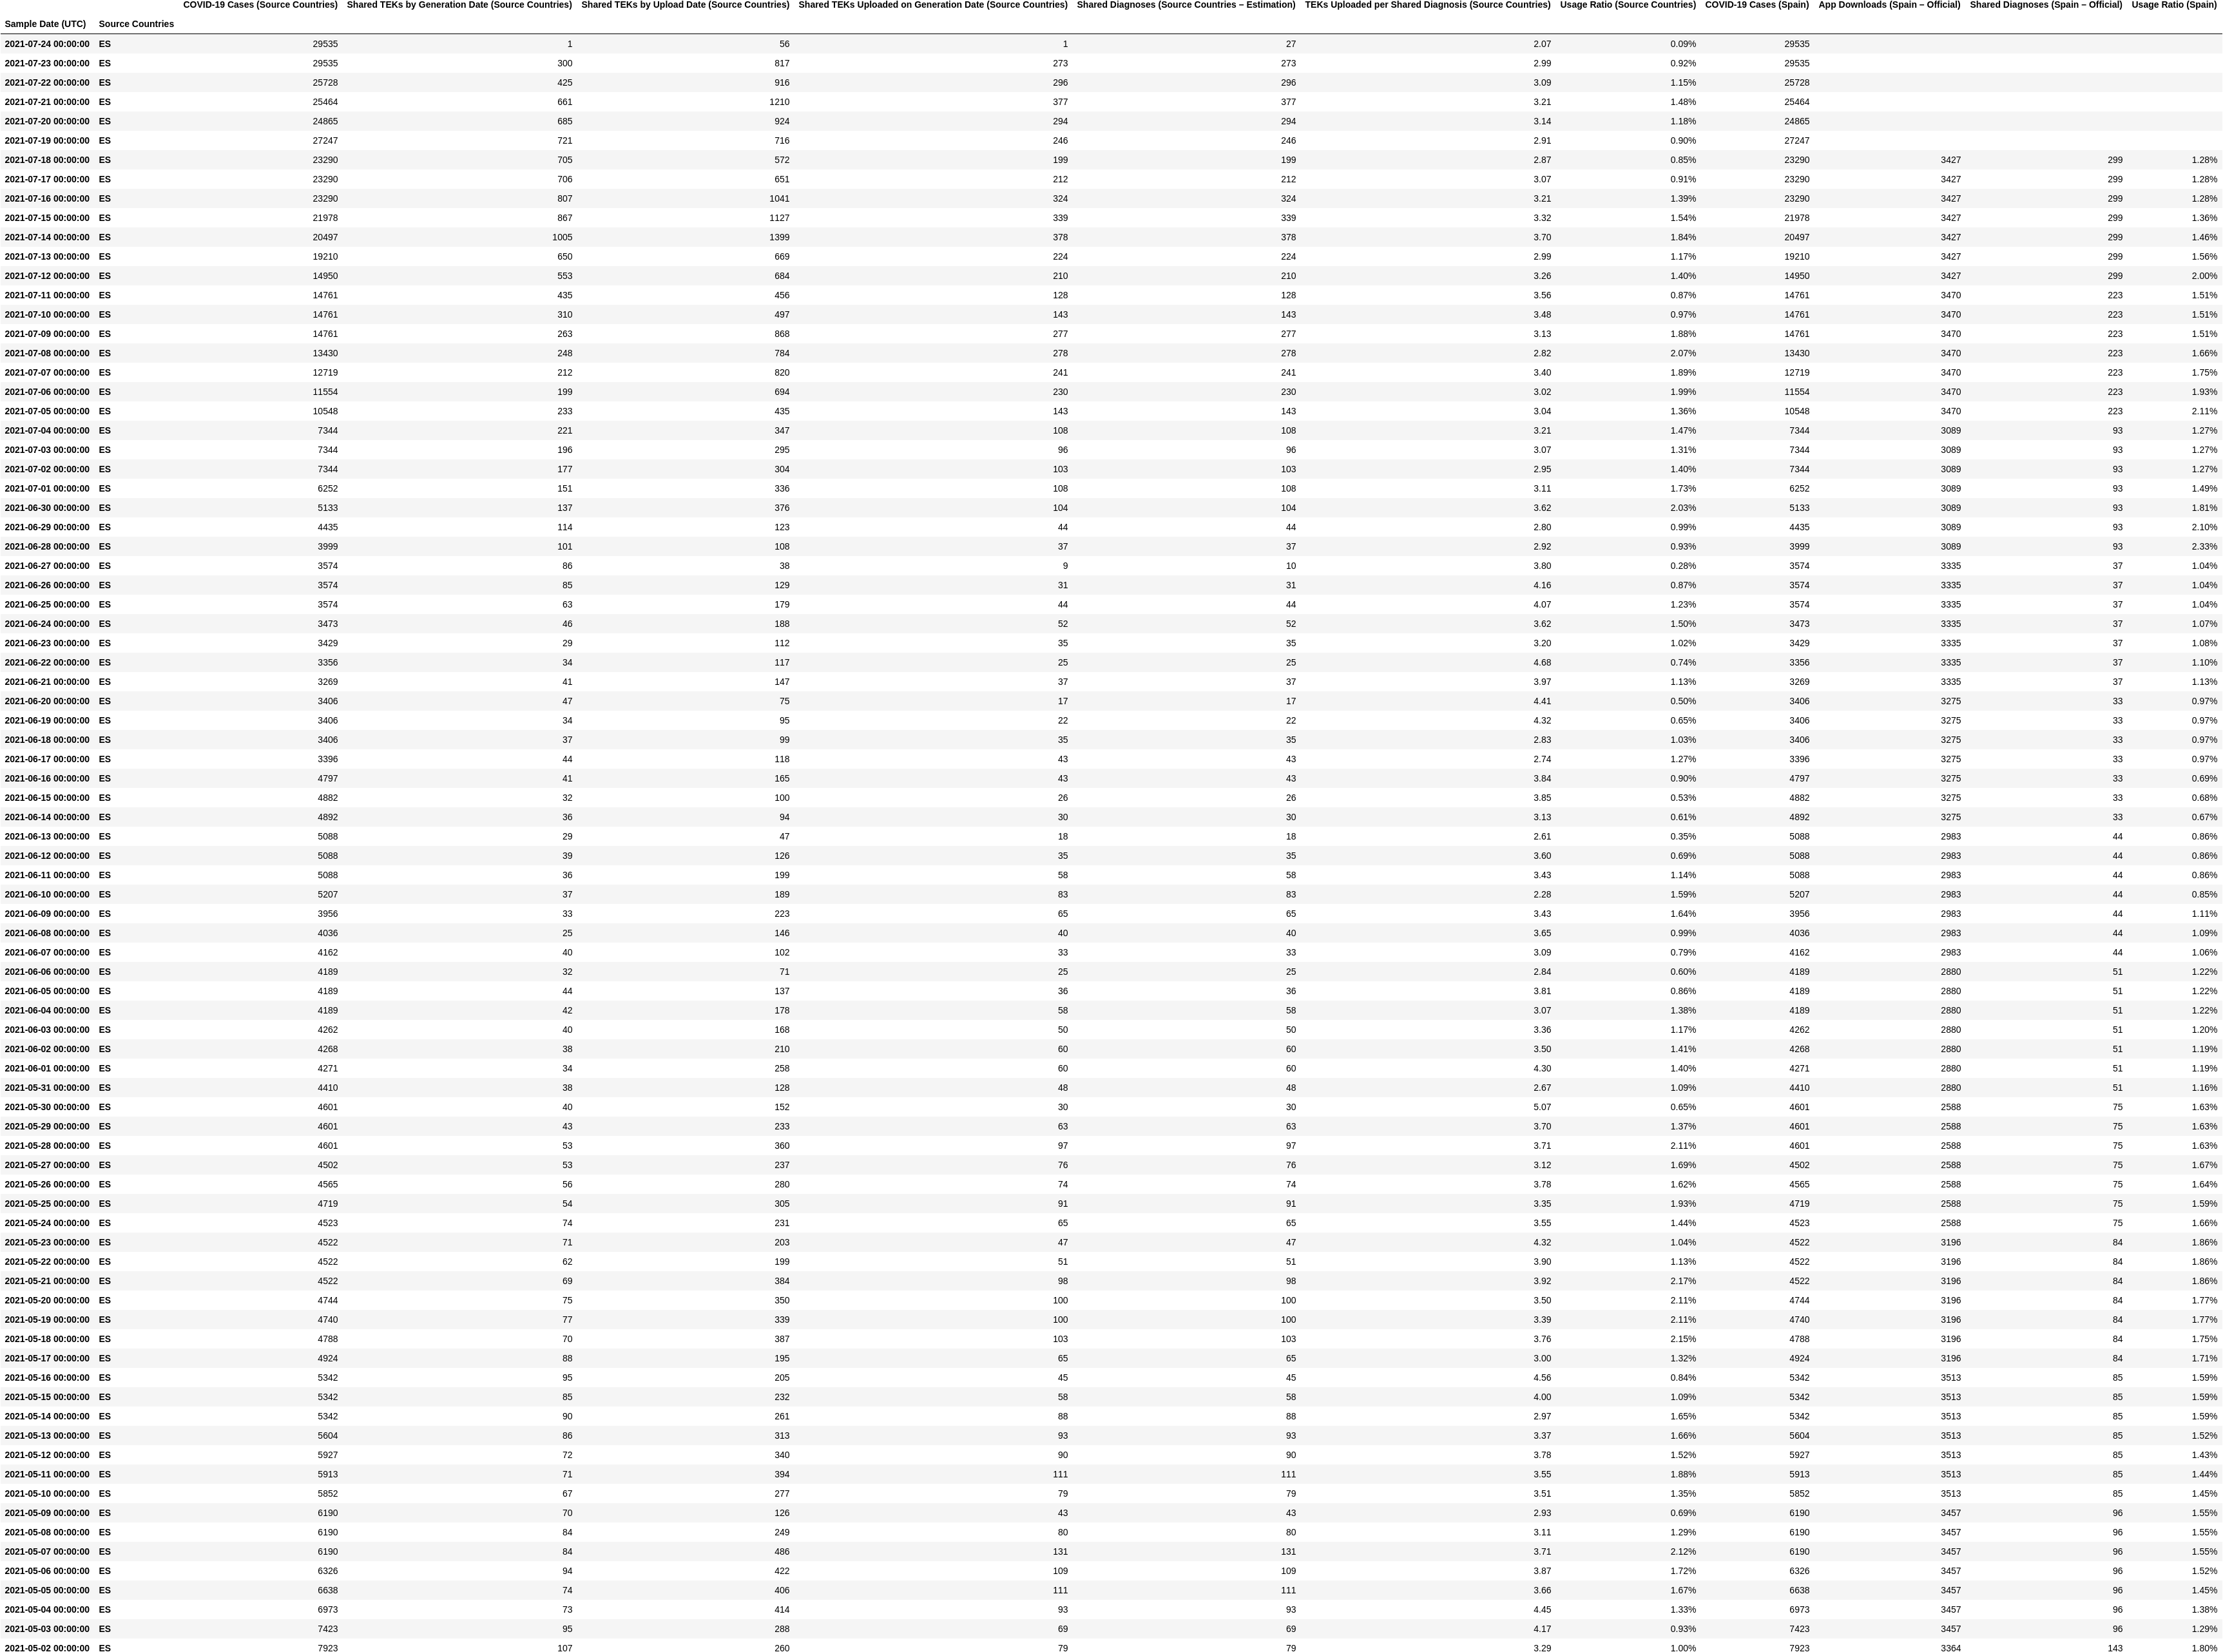 COVID-19 Cases (Source Countries) Shared TEKs by Generation Date (Source Countries) Shared TEKs by Upload Date (Source Countries) Shared TEKs Uploaded on Generation Date (Source Countries) Shared Diagnoses (Source Countries – Estimation) TEKs Uploaded per Shared Diagnosis (Source Countries) Usage Ratio (Source Countries) COVID-19 Cases (Spain) App Downloads (Spain – Official) Shared Diagnoses (Spain – Official) Usage Ratio (Spain)
Sample Date (UTC) Source Countries
2021-07-24 00:00:00 ES 29535 1 56 1 27 2.07 0.09% 29535
2021-07-23 00:00:00 ES 29535 300 817 273 273 2.99 0.92% 29535
2021-07-22 00:00:00 ES 25728 425 916 296 296 3.09 1.15% 25728
2021-07-21 00:00:00 ES 25464 661 1210 377 377 3.21 1.48% 25464
2021-07-20 00:00:00 ES 24865 685 924 294 294 3.14 1.18% 24865
2021-07-19 00:00:00 ES 27247 721 716 246 246 2.91 0.90% 27247
2021-07-18 00:00:00 ES 23290 705 572 199 199 2.87 0.85% 23290 3427 299 1.28%
2021-07-17 00:00:00 ES 23290 706 651 212 212 3.07 0.91% 23290 3427 299 1.28%
2021-07-16 00:00:00 ES 23290 807 1041 324 324 3.21 1.39% 23290 3427 299 1.28%
2021-07-15 00:00:00 ES 21978 867 1127 339 339 3.32 1.54% 21978 3427 299 1.36%
2021-07-14 00:00:00 ES 20497 1005 1399 378 378 3.70 1.84% 20497 3427 299 1.46%
2021-07-13 00:00:00 ES 19210 650 669 224 224 2.99 1.17% 19210 3427 299 1.56%
2021-07-12 00:00:00 ES 14950 553 684 210 210 3.26 1.40% 14950 3427 299 2.00%
2021-07-11 00:00:00 ES 14761 435 456 128 128 3.56 0.87% 14761 3470 223 1.51%
2021-07-10 00:00:00 ES 14761 310 497 143 143 3.48 0.97% 14761 3470 223 1.51%
2021-07-09 00:00:00 ES 14761 263 868 277 277 3.13 1.88% 14761 3470 223 1.51%
2021-07-08 00:00:00 ES 13430 248 784 278 278 2.82 2.07% 13430 3470 223 1.66%
2021-07-07 00:00:00 ES 12719 212 820 241 241 3.40 1.89% 12719 3470 223 1.75%
2021-07-06 00:00:00 ES 11554 199 694 230 230 3.02 1.99% 11554 3470 223 1.93%
2021-07-05 00:00:00 ES 10548 233 435 143 143 3.04 1.36% 10548 3470 223 2.11%
2021-07-04 00:00:00 ES 7344 221 347 108 108 3.21 1.47% 7344 3089 93 1.27%
2021-07-03 00:00:00 ES 7344 196 295 96 96 3.07 1.31% 7344 3089 93 1.27%
2021-07-02 00:00:00 ES 7344 177 304 103 103 2.95 1.40% 7344 3089 93 1.27%
2021-07-01 00:00:00 ES 6252 151 336 108 108 3.11 1.73% 6252 3089 93 1.49%
2021-06-30 00:00:00 ES 5133 137 376 104 104 3.62 2.03% 5133 3089 93 1.81%
2021-06-29 00:00:00 ES 4435 114 123 44 44 2.80 0.99% 4435 3089 93 2.10%
2021-06-28 00:00:00 ES 3999 101 108 37 37 2.92 0.93% 3999 3089 93 2.33%
2021-06-27 00:00:00 ES 3574 86 38 9 10 3.80 0.28% 3574 3335 37 1.04%
2021-06-26 00:00:00 ES 3574 85 129 31 31 4.16 0.87% 3574 3335 37 1.04%
2021-06-25 00:00:00 ES 3574 63 179 44 44 4.07 1.23% 3574 3335 37 1.04%
2021-06-24 00:00:00 ES 3473 46 188 52 52 3.62 1.50% 3473 3335 37 1.07%
2021-06-23 00:00:00 ES 3429 29 112 35 35 3.20 1.02% 3429 3335 37 1.08%
2021-06-22 00:00:00 ES 3356 34 117 25 25 4.68 0.74% 3356 3335 37 1.10%
2021-06-21 00:00:00 ES 3269 41 147 37 37 3.97 1.13% 3269 3335 37 1.13%
2021-06-20 00:00:00 ES 3406 47 75 17 17 4.41 0.50% 3406 3275 33 0.97%
2021-06-19 00:00:00 ES 3406 34 95 22 22 4.32 0.65% 3406 3275 33 0.97%
2021-06-18 00:00:00 ES 3406 37 99 35 35 2.83 1.03% 3406 3275 33 0.97%
2021-06-17 00:00:00 ES 3396 44 118 43 43 2.74 1.27% 3396 3275 33 0.97%
2021-06-16 00:00:00 ES 4797 41 165 43 43 3.84 0.90% 4797 3275 33 0.69%
2021-06-15 00:00:00 ES 4882 32 100 26 26 3.85 0.53% 4882 3275 33 0.68%
2021-06-14 00:00:00 ES 4892 36 94 30 30 3.13 0.61% 4892 3275 33 0.67%
2021-06-13 00:00:00 ES 5088 29 47 18 18 2.61 0.35% 5088 2983 44 0.86%
2021-06-12 00:00:00 ES 5088 39 126 35 35 3.60 0.69% 5088 2983 44 0.86%
2021-06-11 00:00:00 ES 5088 36 199 58 58 3.43 1.14% 5088 2983 44 0.86%
2021-06-10 00:00:00 ES 5207 37 189 83 83 2.28 1.59% 5207 2983 44 0.85%
2021-06-09 00:00:00 ES 3956 33 223 65 65 3.43 1.64% 3956 2983 44 1.11%
2021-06-08 00:00:00 ES 4036 25 146 40 40 3.65 0.99% 4036 2983 44 1.09%
2021-06-07 00:00:00 ES 4162 40 102 33 33 3.09 0.79% 4162 2983 44 1.06%
2021-06-06 00:00:00 ES 4189 32 71 25 25 2.84 0.60% 4189 2880 51 1.22%
2021-06-05 00:00:00 ES 4189 44 137 36 36 3.81 0.86% 4189 2880 51 1.22%
2021-06-04 00:00:00 ES 4189 42 178 58 58 3.07 1.38% 4189 2880 51 1.22%
2021-06-03 00:00:00 ES 4262 40 168 50 50 3.36 1.17% 4262 2880 51 1.20%
2021-06-02 00:00:00 ES 4268 38 210 60 60 3.50 1.41% 4268 2880 51 1.19%
2021-06-01 00:00:00 ES 4271 34 258 60 60 4.30 1.40% 4271 2880 51 1.19%
2021-05-31 00:00:00 ES 4410 38 128 48 48 2.67 1.09% 4410 2880 51 1.16%
2021-05-30 00:00:00 ES 4601 40 152 30 30 5.07 0.65% 4601 2588 75 1.63%
2021-05-29 00:00:00 ES 4601 43 233 63 63 3.70 1.37% 4601 2588 75 1.63%
2021-05-28 00:00:00 ES 4601 53 360 97 97 3.71 2.11% 4601 2588 75 1.63%
2021-05-27 00:00:00 ES 4502 53 237 76 76 3.12 1.69% 4502 2588 75 1.67%
2021-05-26 00:00:00 ES 4565 56 280 74 74 3.78 1.62% 4565 2588 75 1.64%
2021-05-25 00:00:00 ES 4719 54 305 91 91 3.35 1.93% 4719 2588 75 1.59%
2021-05-24 00:00:00 ES 4523 74 231 65 65 3.55 1.44% 4523 2588 75 1.66%
2021-05-23 00:00:00 ES 4522 71 203 47 47 4.32 1.04% 4522 3196 84 1.86%
2021-05-22 00:00:00 ES 4522 62 199 51 51 3.90 1.13% 4522 3196 84 1.86%
2021-05-21 00:00:00 ES 4522 69 384 98 98 3.92 2.17% 4522 3196 84 1.86%
2021-05-20 00:00:00 ES 4744 75 350 100 100 3.50 2.11% 4744 3196 84 1.77%
2021-05-19 00:00:00 ES 4740 77 339 100 100 3.39 2.11% 4740 3196 84 1.77%
2021-05-18 00:00:00 ES 4788 70 387 103 103 3.76 2.15% 4788 3196 84 1.75%
2021-05-17 00:00:00 ES 4924 88 195 65 65 3.00 1.32% 4924 3196 84 1.71%
2021-05-16 00:00:00 ES 5342 95 205 45 45 4.56 0.84% 5342 3513 85 1.59%
2021-05-15 00:00:00 ES 5342 85 232 58 58 4.00 1.09% 5342 3513 85 1.59%
2021-05-14 00:00:00 ES 5342 90 261 88 88 2.97 1.65% 5342 3513 85 1.59%
2021-05-13 00:00:00 ES 5604 86 313 93 93 3.37 1.66% 5604 3513 85 1.52%
2021-05-12 00:00:00 ES 5927 72 340 90 90 3.78 1.52% 5927 3513 85 1.43%
2021-05-11 00:00:00 ES 5913 71 394 111 111 3.55 1.88% 5913 3513 85 1.44%
2021-05-10 00:00:00 ES 5852 67 277 79 79 3.51 1.35% 5852 3513 85 1.45%
2021-05-09 00:00:00 ES 6190 70 126 43 43 2.93 0.69% 6190 3457 96 1.55%
2021-05-08 00:00:00 ES 6190 84 249 80 80 3.11 1.29% 6190 3457 96 1.55%
2021-05-07 00:00:00 ES 6190 84 486 131 131 3.71 2.12% 6190 3457 96 1.55%
2021-05-06 00:00:00 ES 6326 94 422 109 109 3.87 1.72% 6326 3457 96 1.52%
2021-05-05 00:00:00 ES 6638 74 406 111 111 3.66 1.67% 6638 3457 96 1.45%
2021-05-04 00:00:00 ES 6973 73 414 93 93 4.45 1.33% 6973 3457 96 1.38%
2021-05-03 00:00:00 ES 7423 95 288 69 69 4.17 0.93% 7423 3457 96 1.29%
2021-05-02 00:00:00 ES 7923 107 260 79 79 3.29 1.00% 7923 3364 143 1.80%